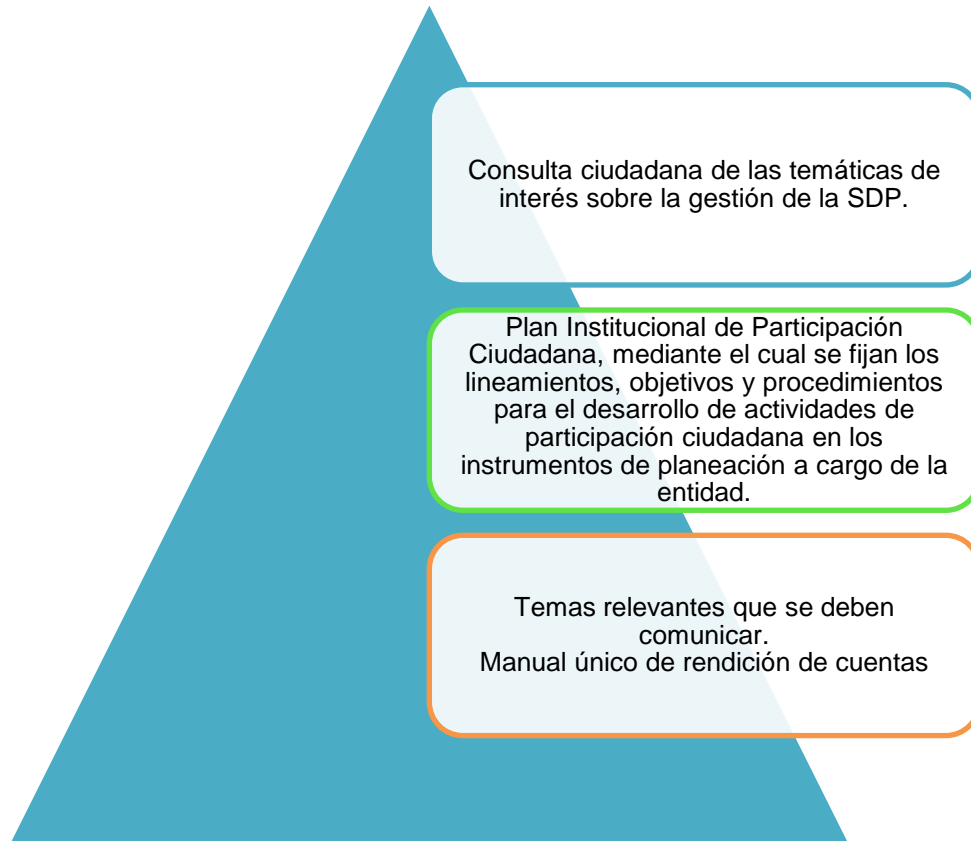 Consulta ciudadana de las temáticas de
interés sobre la gestión de la SDP.
Plan Institucional de Participación
Ciudadana, mediante el cual se fijan los
lineamientos, objetivos y procedimientos
para el desarrollo de actividades de
participación ciudadana en los
instrumentos de planeación a cargo de la
entidad.
Temas relevantes que se deben
comunicar.
Manual único de rendición de cuentas